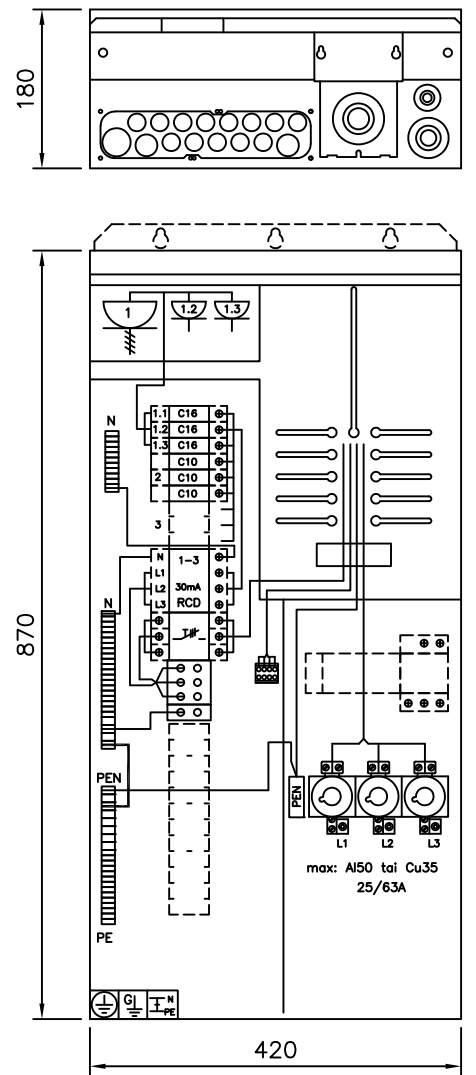 180
870
1
1.2
1.3
N
1.1 C16
1.2 C16
1.3 C16
C10
2 C10
C10
3
N 1-3
L1
L2 30mA
L3 RCD
N
PEN
PEN
L1 L2 L3
max: Al50 tai Cu35
25/63A
PE
G
N
PE
420